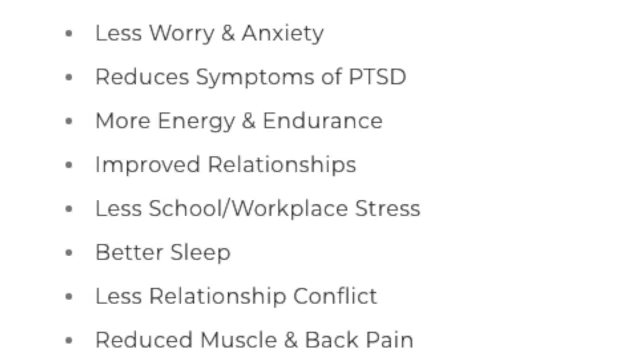 • Less Worry & Anxiety
• Reduces Symptoms of PTSD
• More Energy & Endurance
• Improved Relationships
• Less School/Workplace Stress
• Better Sleep
• Less Relationship Conflict
• Reduced Muscle & Back Pain